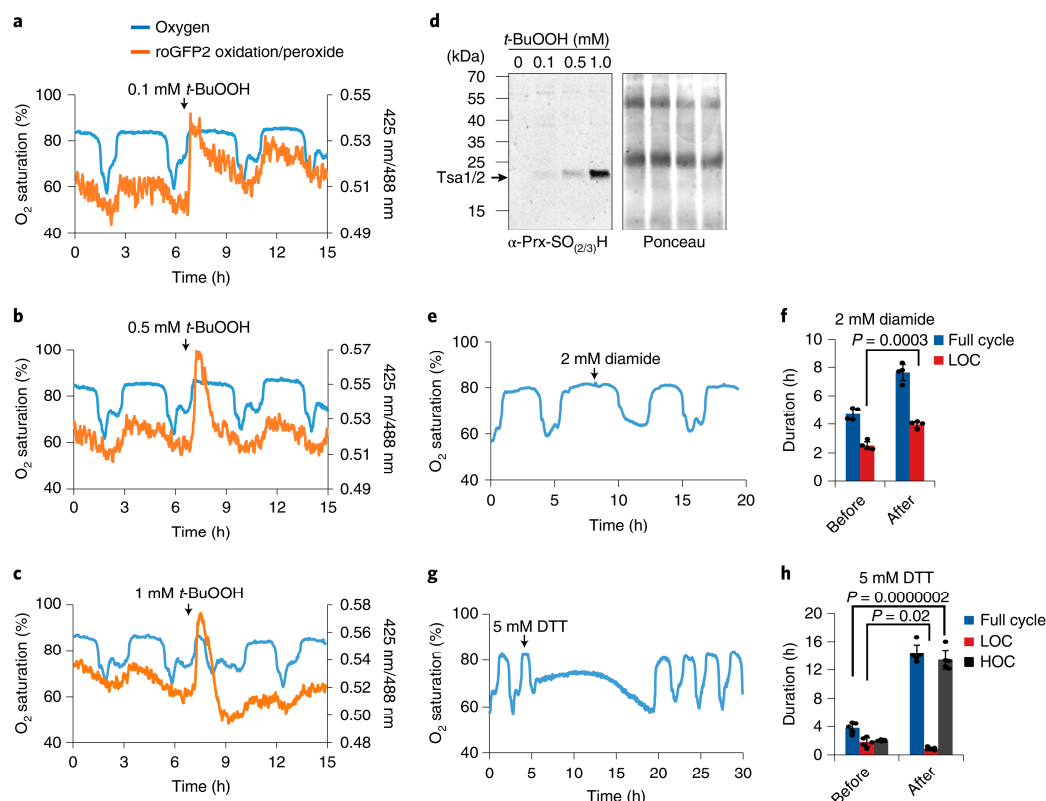 a
Oxygen
roGFP2 oxidation/peroxide
0.1 mM t-BuOOH
O2 saturation (%)
100
80
60
40
0.55
0.53
0.51
0.49
425 nm/488 nm
0 3 6 9 12 15
Time (h)
b
0.5 mM t-BuOOH
O2 saturation (%)
100
80
60
40
0.57
0.55
0.53
0.51
0.49
425 nm/488 nm
0 3 6 9 12 15
Time (h)
c
1 mM t-BuOOH
O2 saturation (%)
100
80
60
40
0.58
0.56
0.54
0.52
0.50
0.48
425 nm/488 nm
0 3 6 9 12 15
Time (h)
d
t-BuOOH (mM)
(kDa) 0 0.1 0.5 1.0
70
55
40
35
25
Tsa1/2
15
α-Prx-SO(2/3)H
Ponceau
e
2 mM diamide
O2 saturation (%)
100
80
60
40
0 5 10 15 20
Time (h)
f
2 mM diamide
P = 0.0003
Full cycle
LOC
Duration (h)
10
8
6
4
2
0
Before
After
g
5 mM DTT
O2 saturation (%)
100
80
60
40
0 5 10 15 20 25 30
Time (h)
h
5 mM DTT
P = 0.0000002
P = 0.02
Full cycle
LOC
HOC
Duration (h)
20
16
12
8
4
0
Before
After